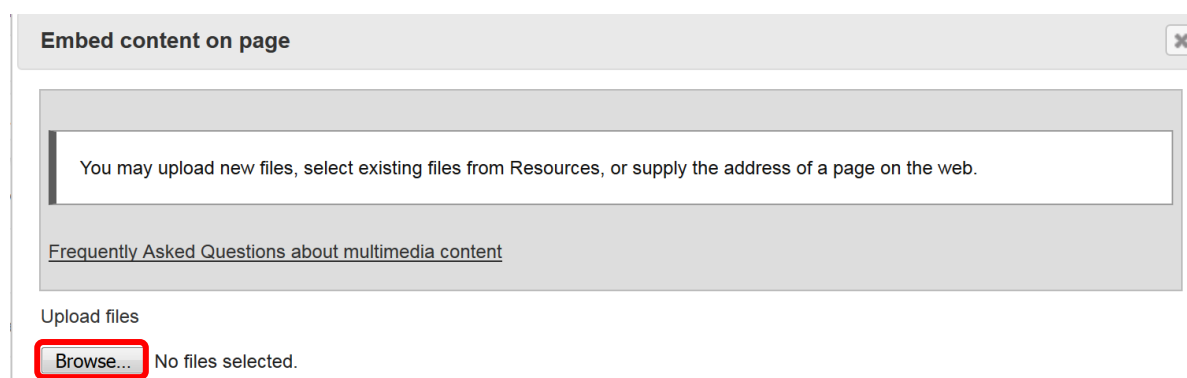 Embed content on page
You may upload new files, select existing files from Resources, or supply the address of a page on the web.
Frequently Asked Questions about multimedia content
Upload files
Browse... No files selected.